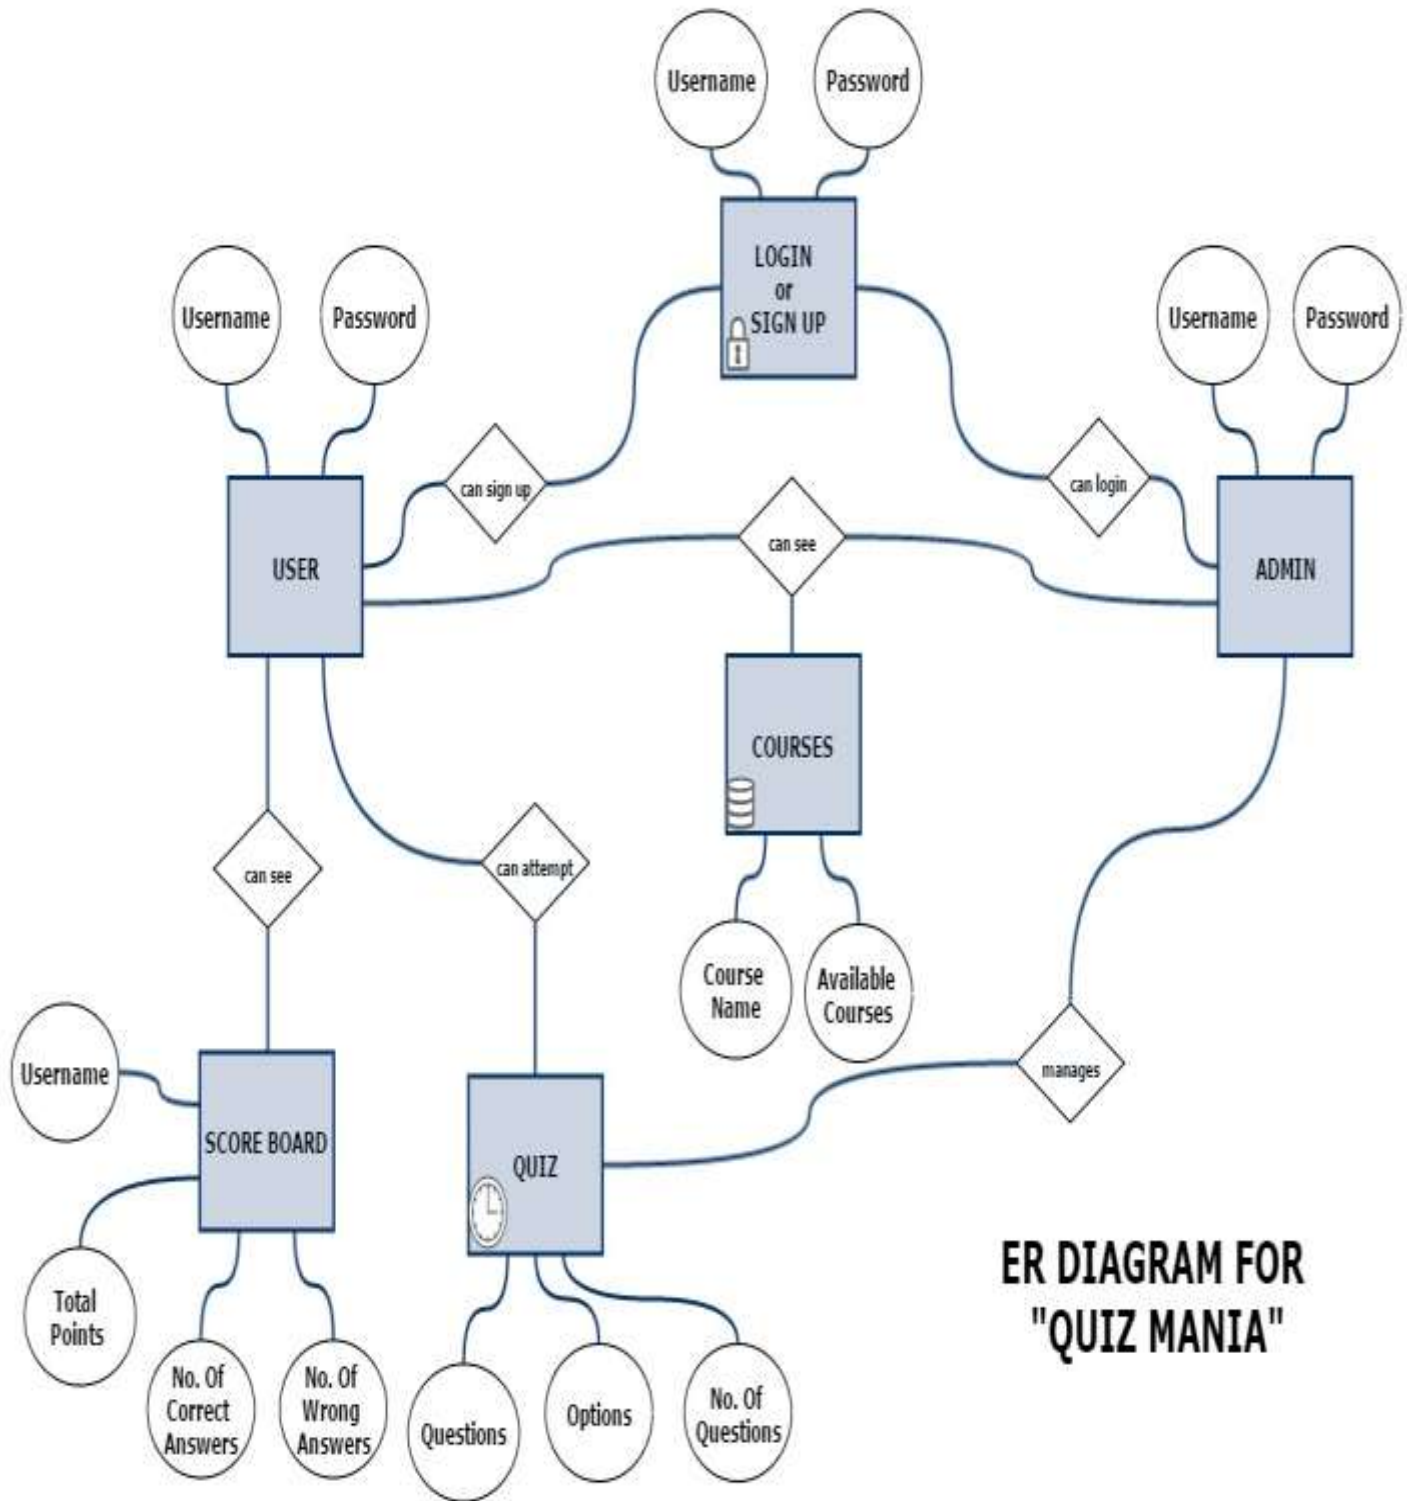 Username
Password
LOGIN
or
SIGN UP
Username
Password
Username
Password
can sign up
can login
can see
USER
ADMIN
COURSES
can see
can attempt
Course
Name
Available
Courses
Username
manages
SCORE BOARD
QUIZ
Total
Points
No. Of
Correct
Answers
No. Of
Wrong
Answers
Questions
Options
No. Of
Questions
ER DIAGRAM FOR
"QUIZ MANIA"